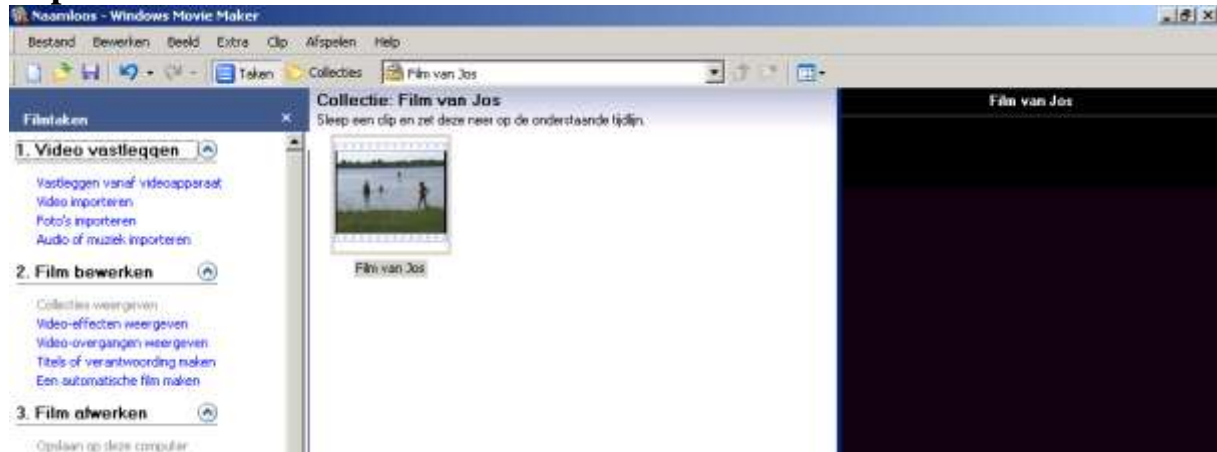 Naamloos - Windows Movie Maker
Bestand Bewerken Beeld Extra Clip Afspelen Help
Taken Collecties Film van Jos
Filmtaken
1. Video vastleggen
Vastleggen vanaf videoapparaat
Video importeren
Foto's importeren
Audio of muziek importeren
2. Film bewerken
Collecties weergeven
Video-effecten weergeven
Video-overgangen weergeven
Titels of verantwoording maken
Een automatische film maken
3. Film afwerken
Opslaan op deze computer
Collectie: Film van Jos
Sleep een clip en zet deze neer op de onderstaande tijdlijn.
Film van Jos
Film van Jos